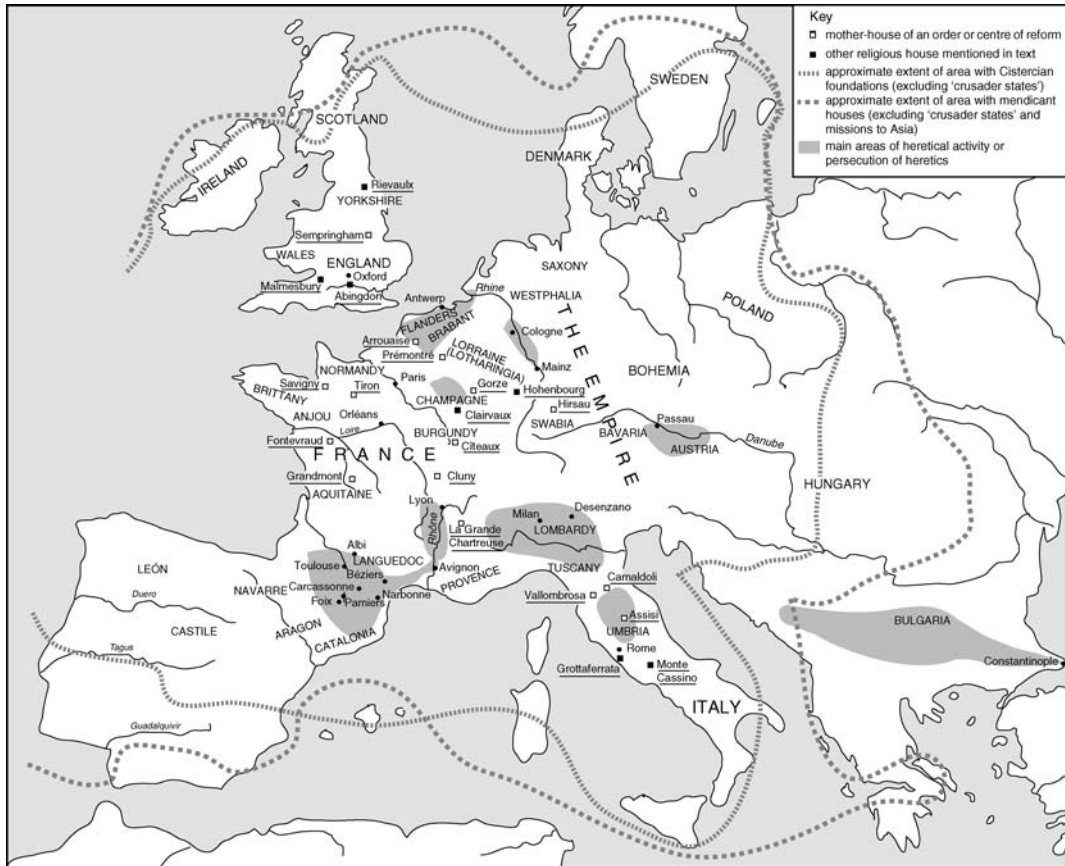 Key
mother-house of an order or centre of reform
other religious house mentioned in text
approximate extent of area with Cistercian
foundations (excluding ‘crusader states’)
approximate extent of area with mendicant
houses (excluding ‘crusader states’ and
missions to Asia)
main areas of heretical activity or
persecution of heretics
SWEDEN
SCOTLAND
DENMARK
IRELAND
Rievaulx
YORKSHIRE
Sempringham
WALES
ENGLAND
Oxford
Malmesbury
Abingdon
SAXONY
Rhine
WESTPHALIA
Antwerp
FLANDERS
BRABANT
POLAND
Cologne
Arrouaise
Prémontré
LORRAINE
(LOTHARINGIA)
THE EMPIRE
Mainz
BOHEMIA
NORMANDY
Paris
Savigny
Tiron
Gorze
Hohenbourg
BRITTANY
CHAMPAGNE
Hirsau
Clairvaux
SWABIA
Passau
ANJOU
Orléans
Loire
BURGUNDY
BAVARIA
Danube
Fontevraud
Cîteaux
AUSTRIA
FRANCE
Grandmont
Cluny
HUNGARY
AQUITAINE
Lyon
Rhône
La Grande
Chartreuse
Milan
Desenzano
LOMBARDY
Albi
LANGUEDOC
Toulouse
Béziers
Avignon
PROVENCE
TUSCANY
LEÓN
NAVARRE
Carcassonne
Narbonne
Foix
Pamiers
Camaldoli
Vallombrosa
Duero
ARAGON
CATALONIA
Assisi
UMBRIA
BULGARIA
CASTILE
Rome
Tagus
Grottaferrata
Monte
Cassino
Constantinople
ITALY
Guadalquivir